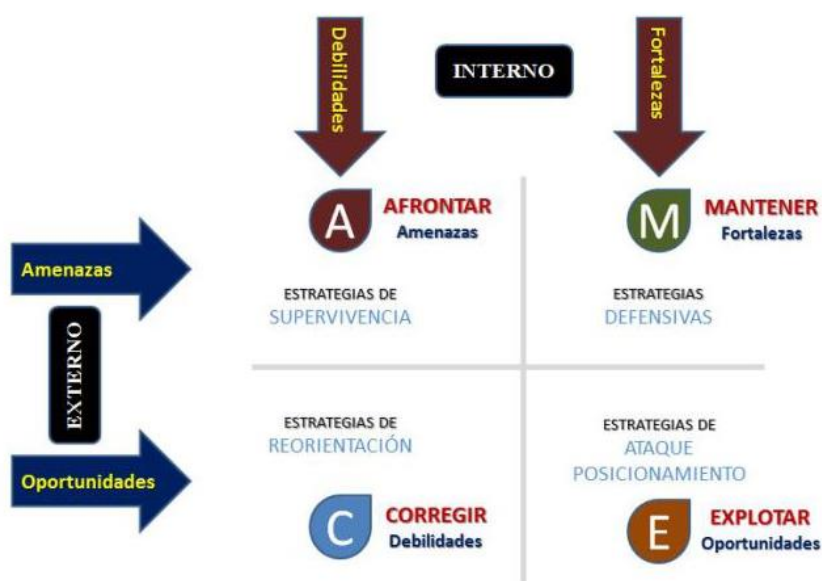 Debilidades
INTERNO
Fortalezas
A
AFRONTAR
Amenazas
M
MANTENER
Fortalezas
Amenazas
ESTRATEGIAS DE
SUPERVIVENCIA
ESTRATEGIAS
DEFENSIVAS
EXTERNO
ESTRATEGIAS DE
REORIENTACIÓN
ESTRATEGIAS DE
ATAQUE
POSICIONAMIENTO
Oportunidades
C
CORREGIR
Debilidades
E
EXPLOTAR
Oportunidades